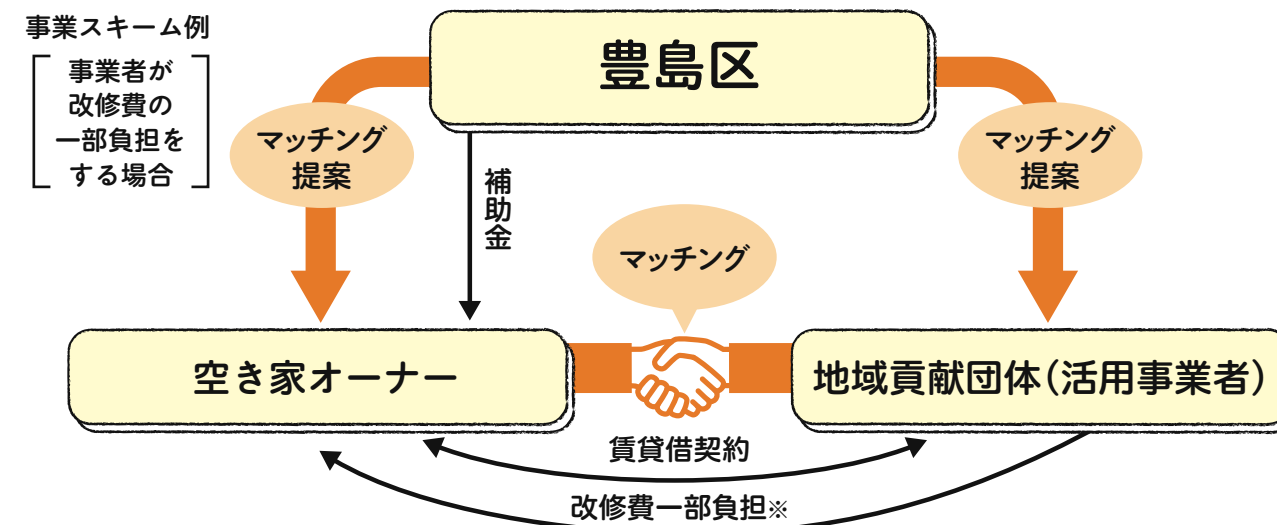 事業スキーム例
事業者が
改修費の
一部負担を
する場合
豊島区
マッチング
提案
マッチング
提案
補助金
マッチング
空き家オーナー
地域貢献団体(活用事業者)
賃貸借契約
改修費一部負担※